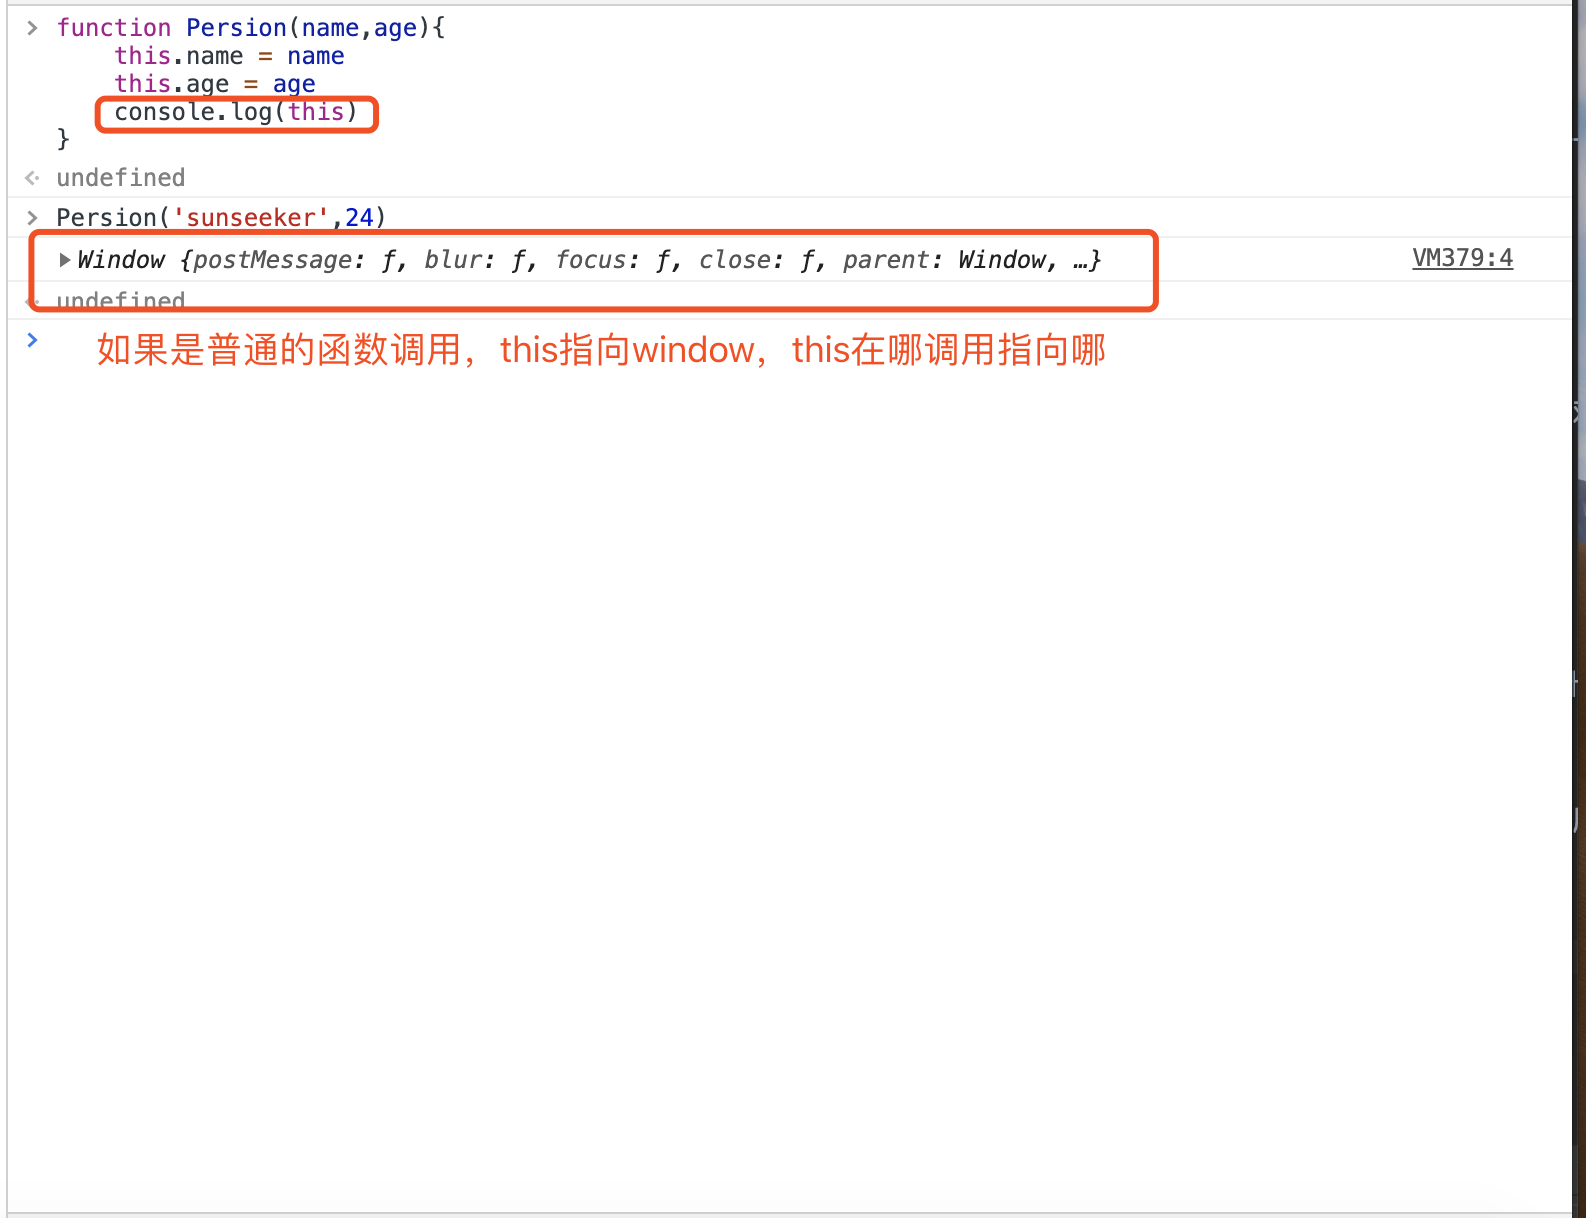 function Persion(name,age){
this.name = name
this.age = age
console.log(this)
}
undefined
Persion('sunseeker',24)
Window {postMessage: ƒ, blur: ƒ, focus: ƒ, close: ƒ, parent: Window, …}
VM379:4
undefined
如果是普通的函数调用，this指向window，this在哪调用指向哪